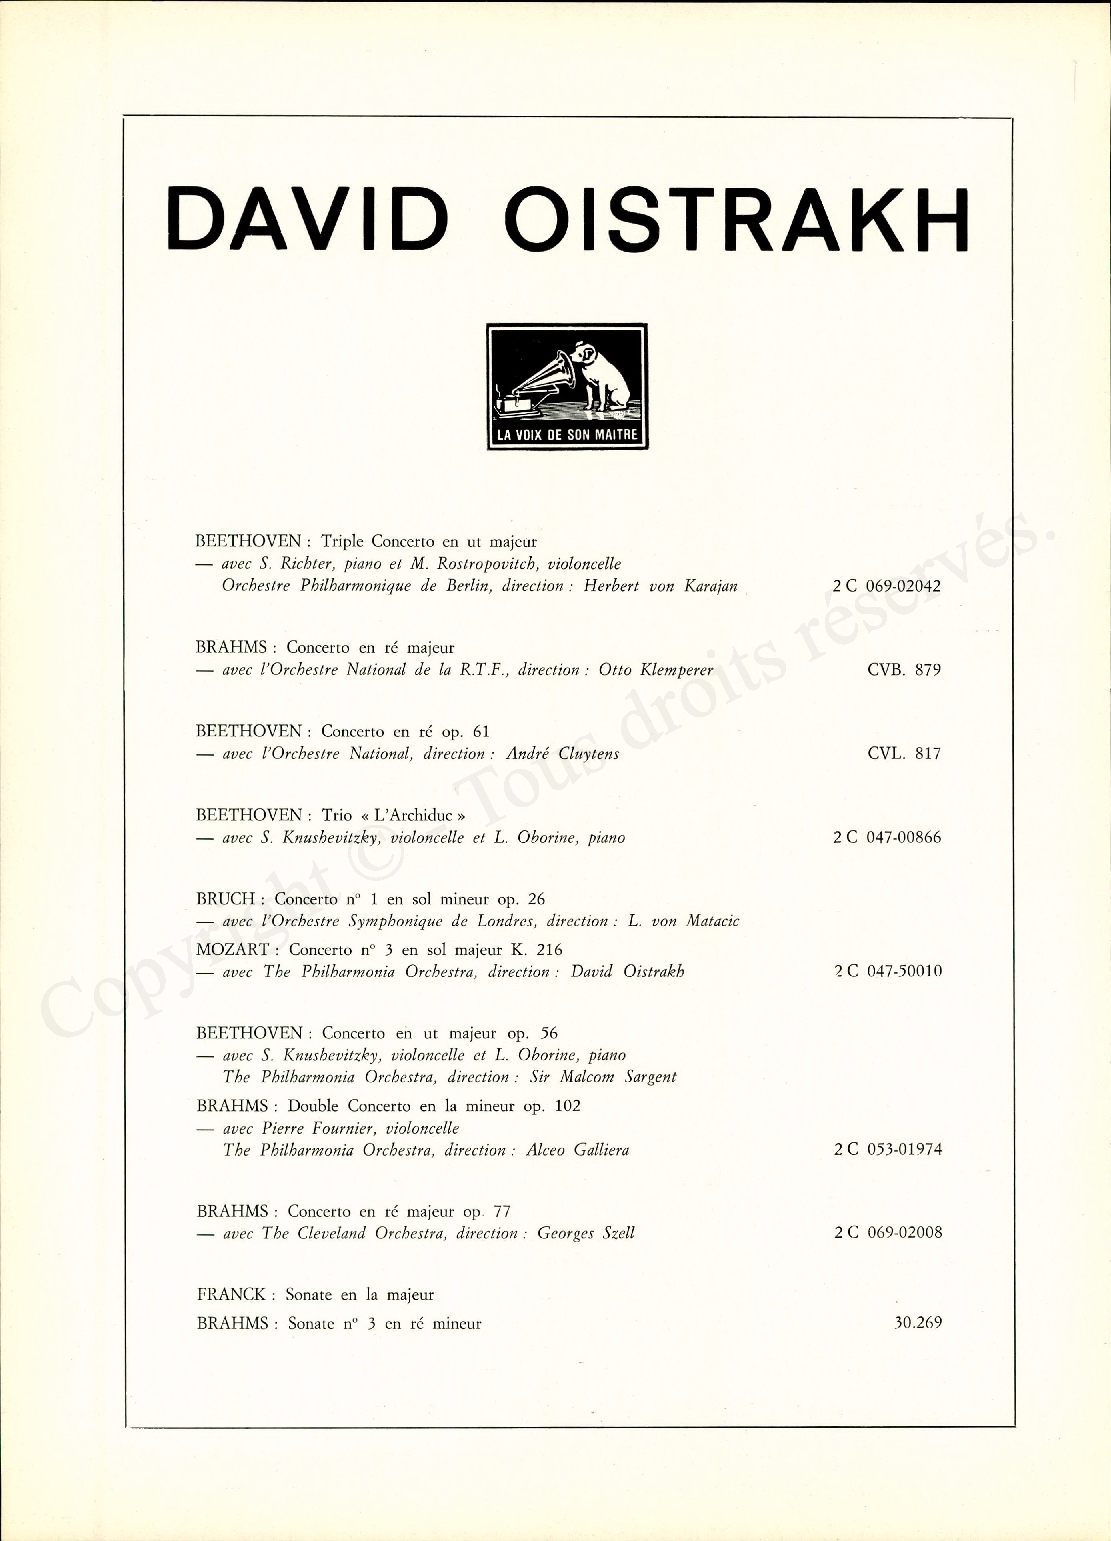 DAVID OISTRAKH
LA VOIX DE SON MAITRE
BEETHOVEN : Triple Concerto en ut majeur
— avec S. Richter, piano et M. Rostropovitch, violoncelle
Orchestre Philharmonique de Berlin, direction : Herbert von Karajan 2 C 069-02042
BRAHMS : Concerto en ré majeur
— avec l'Orchestre National de la R.T.F., direction : Otto Klemperer CVB. 879
BEETHOVEN : Concerto en ré op. 61
— avec l'Orchestre National, direction : André Cluytens CVL. 817
BEETHOVEN : Trio « L'Archiduc »
— avec S. Knushevitzky, violoncelle et L. Oborine, piano 2 C 047-00866
BRUCH : Concerto n° 1 en sol mineur op. 26
— avec l'Orchestre Symphonique de Londres, direction : L. von Matacic
MOZART : Concerto n° 3 en sol majeur K. 216
— avec The Philharmonia Orchestra, direction : David Oistrakh 2 C 047-50010
BEETHOVEN : Concerto en ut majeur op. 56
— avec S. Knushevitzky, violoncelle et L. Oborine, piano
The Philharmonia Orchestra, direction : Sir Malcom Sargent
BRAHMS : Double Concerto en la mineur op. 102
— avec Pierre Fournier, violoncelle
The Philharmonia Orchestra, direction : Alceo Galliera 2 C 053-01974
BRAHMS : Concerto en ré majeur op. 77
— avec The Cleveland Orchestra, direction : Georges Szell 2 C 069-02008
FRANCK : Sonate en la majeur
BRAHMS : Sonate n° 3 en ré mineur 30.269
Copyright © - Tous droits réservés.